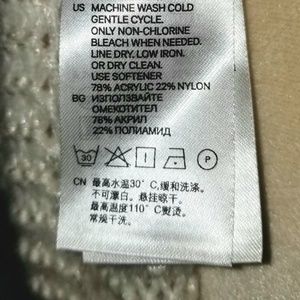 US MACHINE WASH COLD
GENTLE CYCLE.
ONLY NON-CHLORINE
BLEACH WHEN NEEDED.
LINE DRY, LOW IRON.
OR DRY CLEAN.
USE SOFTENER
78% ACRYLIC 22% NYLON
BG ИЗПОЛЗВАЙТЕ
ОМЕКОТИТЕЛ
78% АКРИЛ
22% ПОЛИАМИД
30 P
CN 最高水温30°C,缓和洗涤.
不可漂白. 悬挂晾干.
最高温度110°C熨烫.
常规干洗.